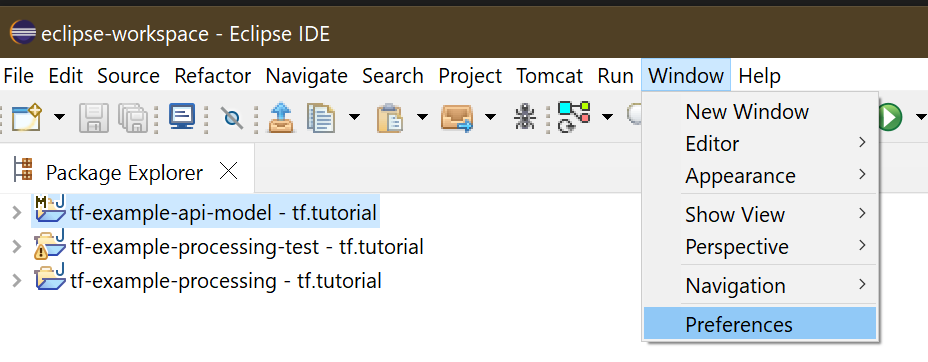 eclipse-workspace - Eclipse IDE
File Edit Source Refactor Navigate Search Project Tomcat Run Window Help
New Window
Editor
Appearance
Show View
Perspective
Navigation
Preferences
Package Explorer
M
tf-example-api-model - tf.tutorial
tf-example-processing-test - tf.tutorial
tf-example-processing - tf.tutorial